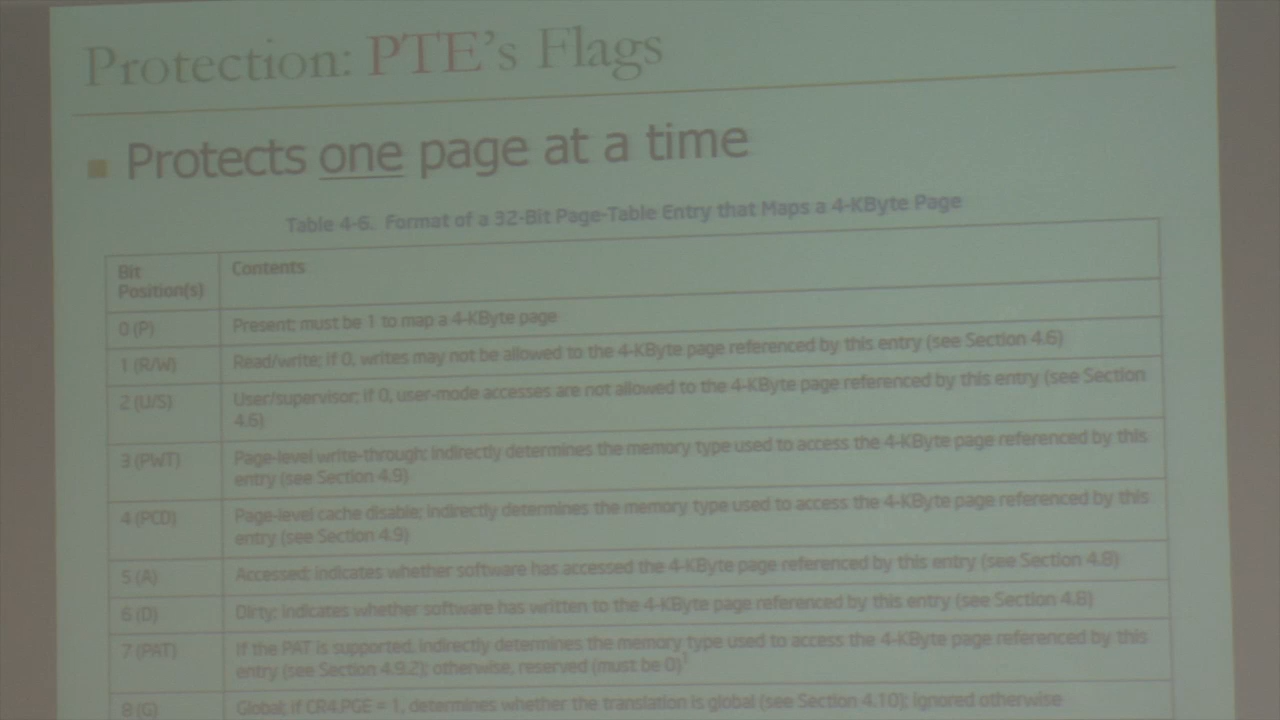 Protection: PTE's Flags
Protects one page at a time
Table 4-6. Format of a 32-Bit Page-Table Entry that Maps a 4-KByte Page
Bit
Position(s)
Contents
0 (P)
Present; must be 1 to map a 4-KByte page
1 (R/W)
Read/write; if 0, writes may not be allowed to the 4-KByte page referenced by this entry (see Section 4.6)
2 (U/S)
User/supervisor; if 0, user-mode accesses are not allowed to the 4-KByte page referenced by this entry (see Section
4.6)
3 (PWT)
Page-level write-through; indirectly determines the memory type used to access the 4-KByte page referenced by this
entry (see Section 4.9)
4 (PCD)
Page-level cache disable; indirectly determines the memory type used to access the 4-KByte page referenced by this
entry (see Section 4.9)
5 (A)
Accessed; indicates whether software has accessed the 4-KByte page referenced by this entry (see Section 4.8)
6 (D)
Dirty; indicates whether software has written to the 4-KByte page referenced by this entry (see Section 4.8)
7 (PAT)
If the PAT is supported, indirectly determines the memory type used to access the 4-KByte page referenced by this
entry (see Section 4.9.2); otherwise, reserved (must be 0)¹
8 (G)
Global; if CR4.PGE = 1, determines whether the translation is global (see Section 4.10); ignored otherwise